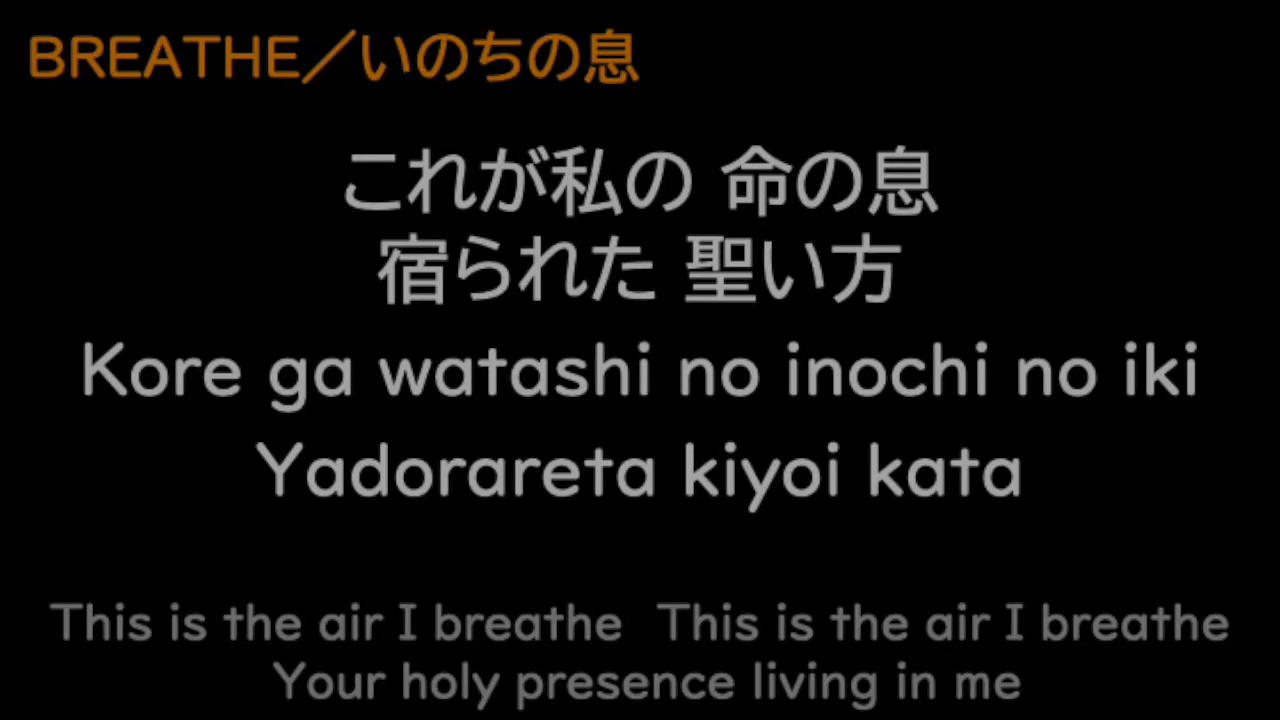 BREATHE／いのちの息
これが私の 命の息
宿られた 聖い方
Kore ga watashi no inochi no iki
Yadorareta kiyoi kata
This is the air I breathe This is the air I breathe
Your holy presence living in me